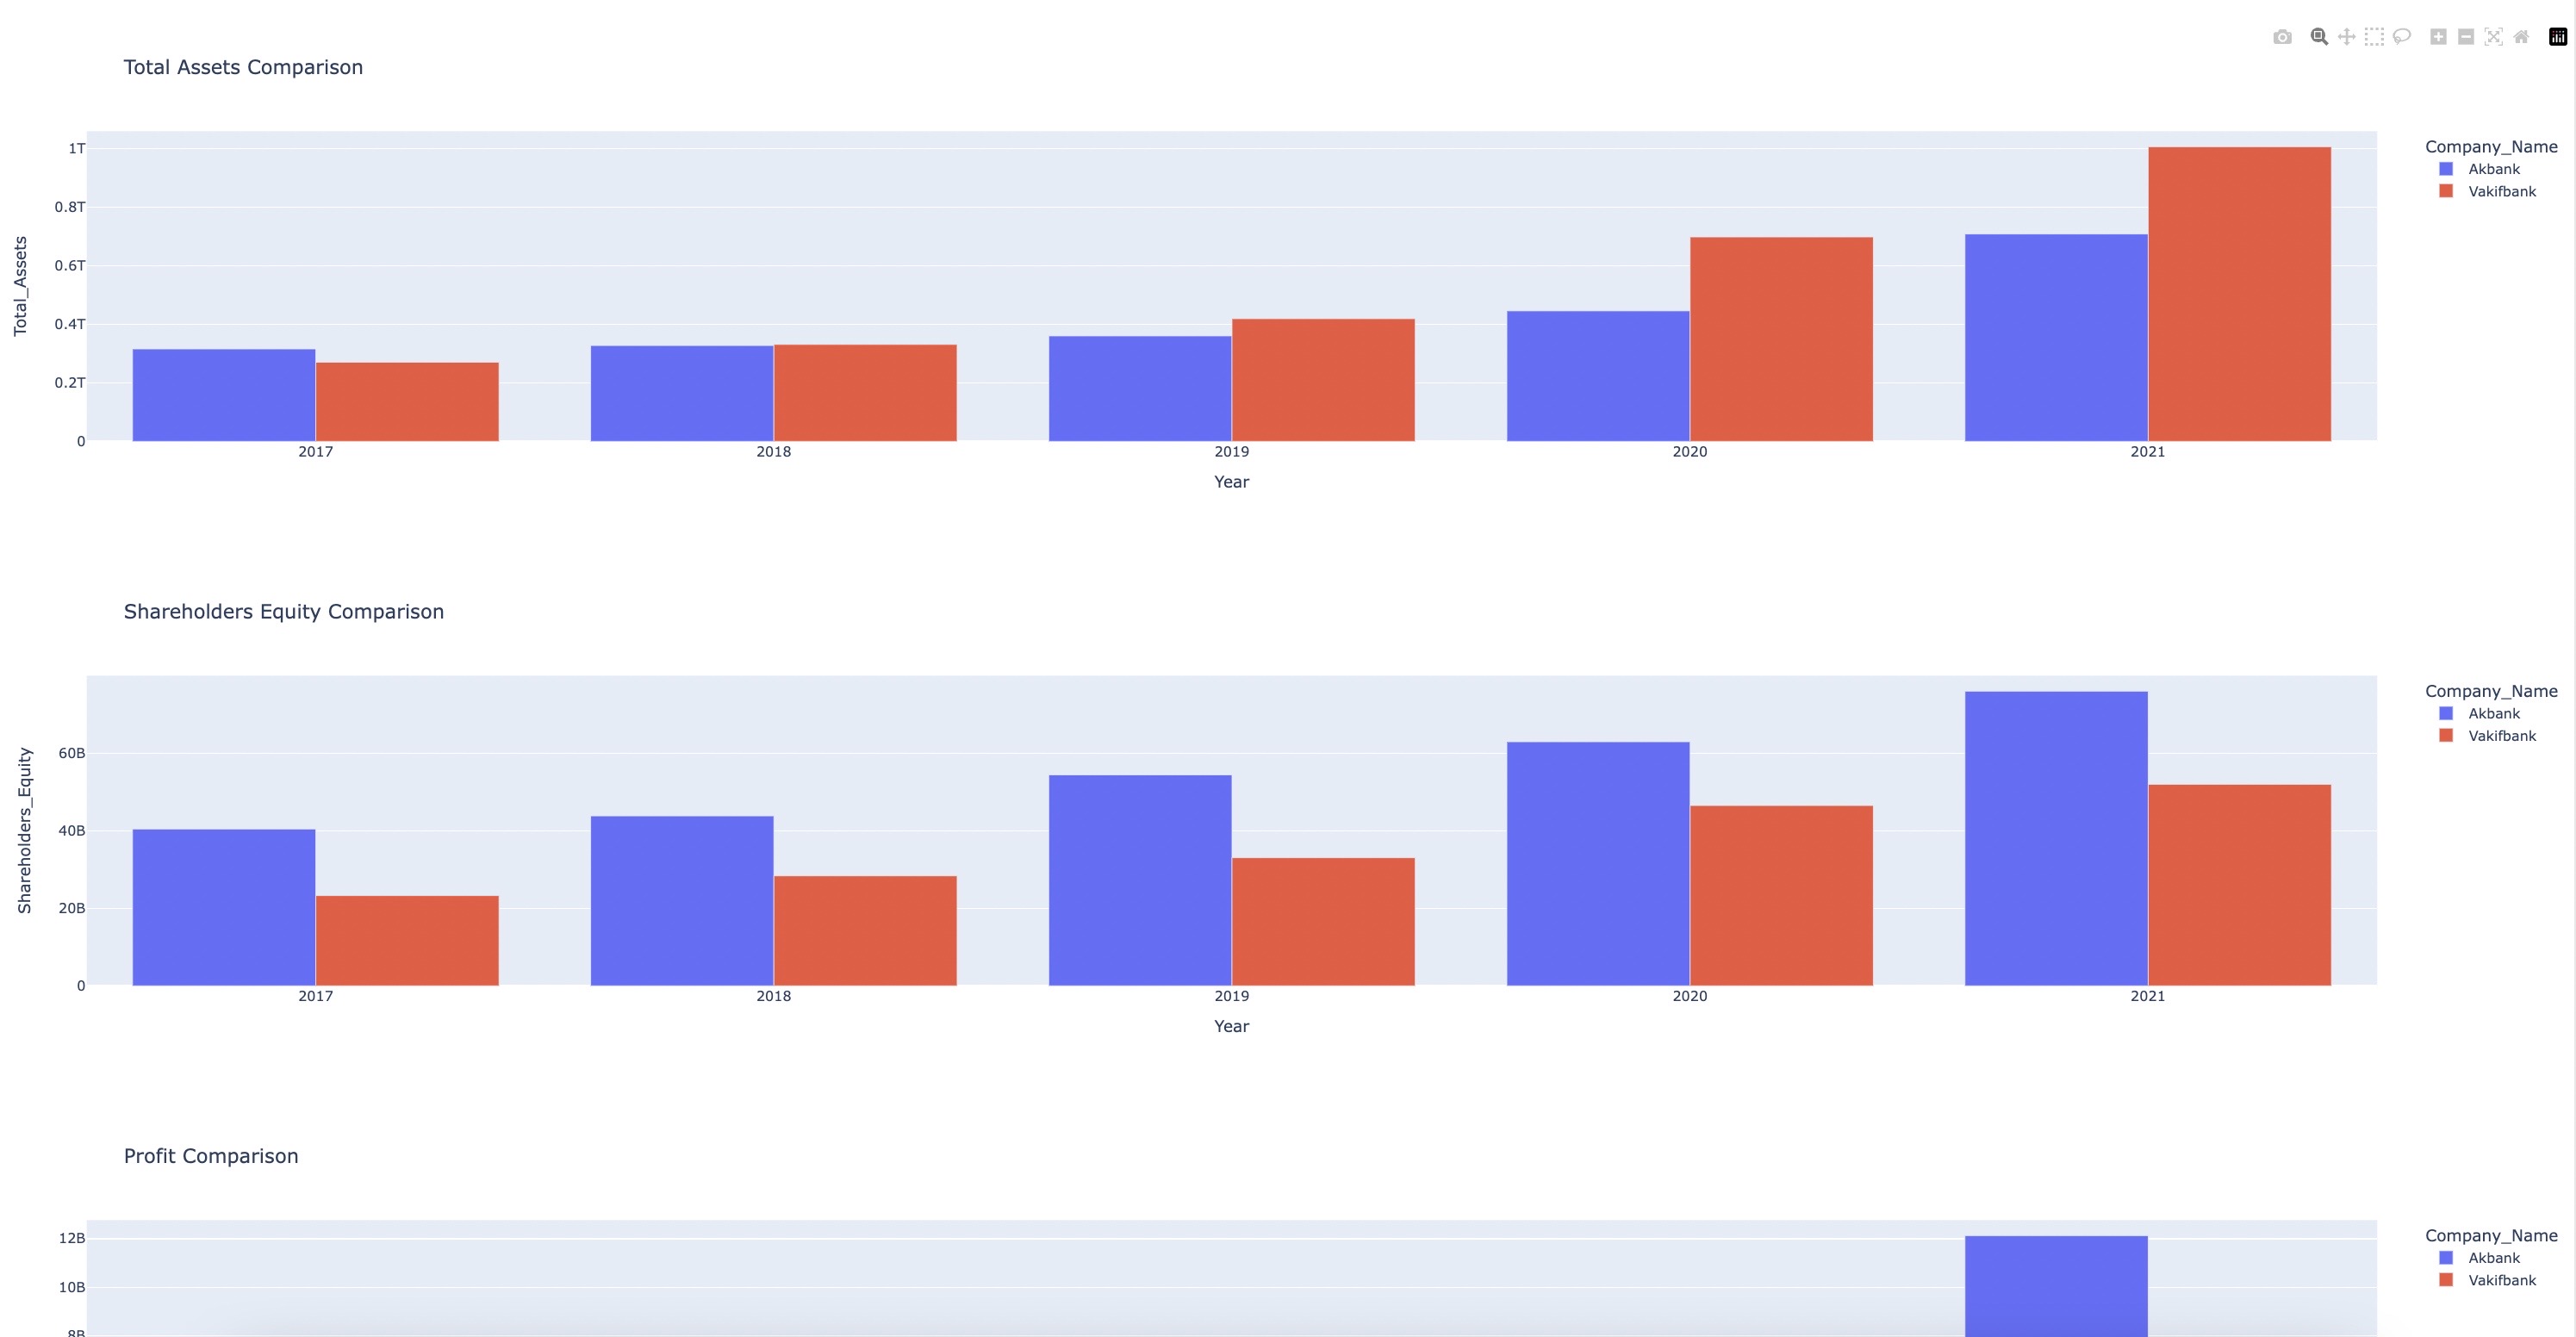 Total Assets Comparison
1T
0.8T
0.6T
0.4T
0.2T
0
Total_Assets
2017 2018 2019 2020 2021
Year
Company_Name
Akbank
Vakifbank
Shareholders Equity Comparison
60B
40B
20B
0
Shareholders_Equity
2017 2018 2019 2020 2021
Year
Company_Name
Akbank
Vakifbank
Profit Comparison
12B
10B
8B
Company_Name
Akbank
Vakifbank